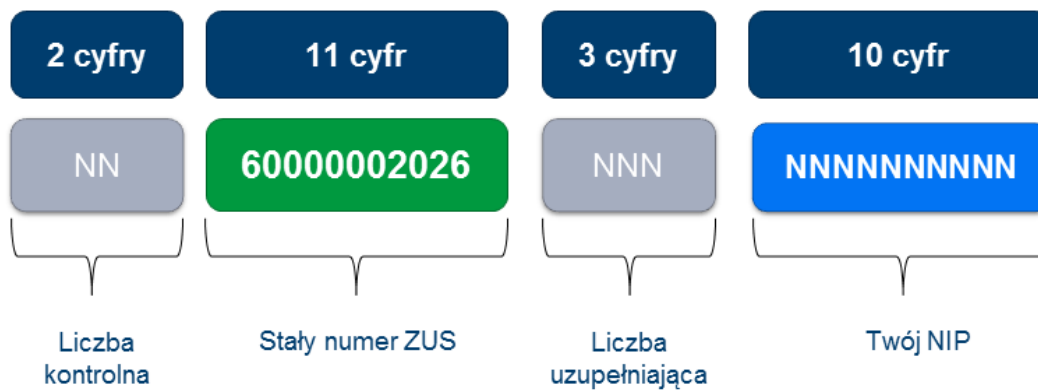 2 cyfry 11 cyfr 3 cyfry 10 cyfr
NN 60000002026 NNN NNNNNNNNNN
Liczba kontrolna
Stały numer ZUS
Liczba uzupełniająca
Twój NIP